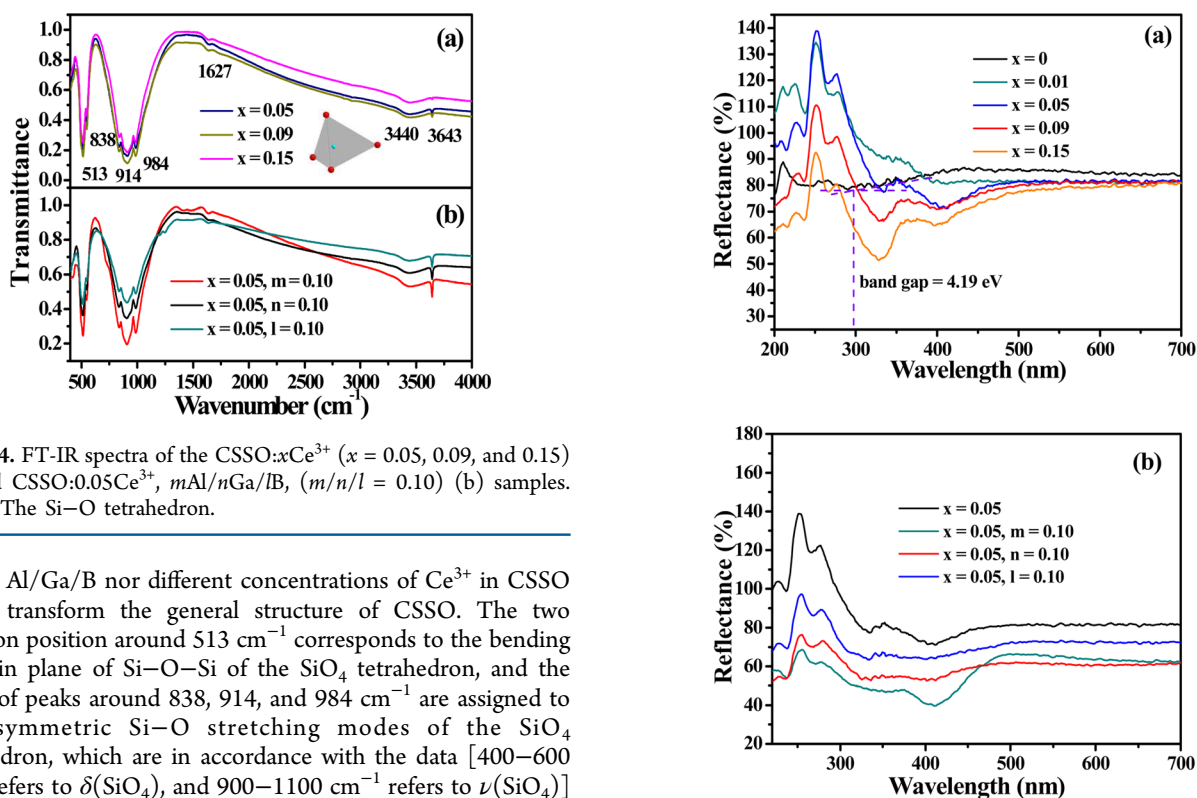 1.0
(a)
0.8
1627
0.6
x = 0.05
0.4
838
x = 0.09
3440
3643
0.2
x = 0.15
984
0.0
513
914
Transmittance
1.0
(b)
0.8
0.6
x = 0.05, m = 0.10
0.4
x = 0.05, n = 0.10
x = 0.05, l = 0.10
0.2
500 1000 1500 2000 2500 3000 3500 4000
Wavenumber (cm⁻¹)
4. FT-IR spectra of the CSSO:xCe³⁺ (x = 0.05, 0.09, and 0.15)
CSSO:0.05Ce³⁺, mAl/nGa/lB, (m/n/l = 0.10) (b) samples.
The Si−O tetrahedron.
Al/Ga/B nor different concentrations of Ce³⁺ in CSSO
transform the general structure of CSSO. The two
on position around 513 cm⁻¹ corresponds to the bending
in plane of Si−O−Si of the SiO₄ tetrahedron, and the
of peaks around 838, 914, and 984 cm⁻¹ are assigned to
symmetric Si−O stretching modes of the SiO₄
dron, which are in accordance with the data [400−600
efers to δ(SiO₄), and 900−1100 cm⁻¹ refers to ν(SiO₄)]
140
(a)
130
x = 0
120
x = 0.01
110
x = 0.05
100
x = 0.09
90
x = 0.15
80
70
60
50
band gap = 4.19 eV
40
30
Reflectance (%)
200 300 400 500 600 700
Wavelength (nm)
180
(b)
160
140
x = 0.05
120
x = 0.05, m = 0.10
100
x = 0.05, n = 0.10
80
x = 0.05, l = 0.10
60
40
20
Reflectance (%)
300 400 500 600 700
Wavelength (nm)